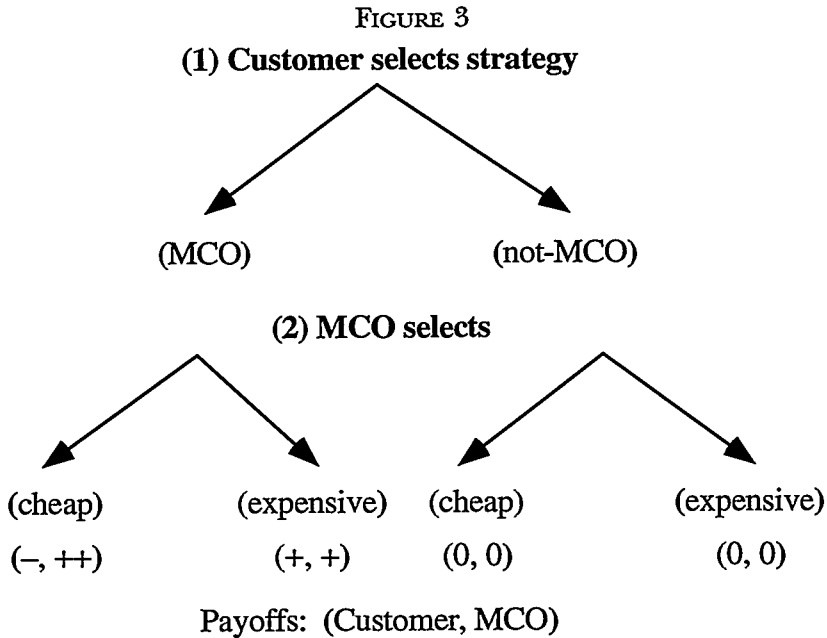 FIGURE 3
(1) Customer selects strategy
(MCO) (not-MCO)
(2) MCO selects
(cheap) (expensive) (cheap) (expensive)
(–, ++) (+, +) (0, 0) (0, 0)
Payoffs: (Customer, MCO)